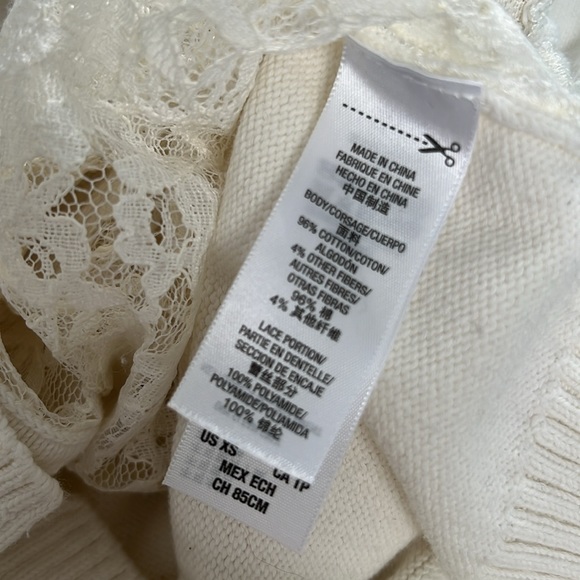 MADE IN CHINA
FABRIQUE EN CHINE
HECHO EN CHINA
中国制造
BODY/CORSAGE/CUERPO
面料
96% COTTON/COTON/
ALGODÓN
4% OTHER FIBERS/
AUTRES FIBRES/
OTRAS FIBRAS
96% 棉
4% 其他纤维
LACE PORTION/
PARTIE EN DENTELLE/
SECCION DE ENCAJE
蕾丝部分
100% POLYAMIDE/
POLYAMIDE/POLIAMIDA
100% 锦纶
US XS CA TP
MEX ECH
CH 85CM